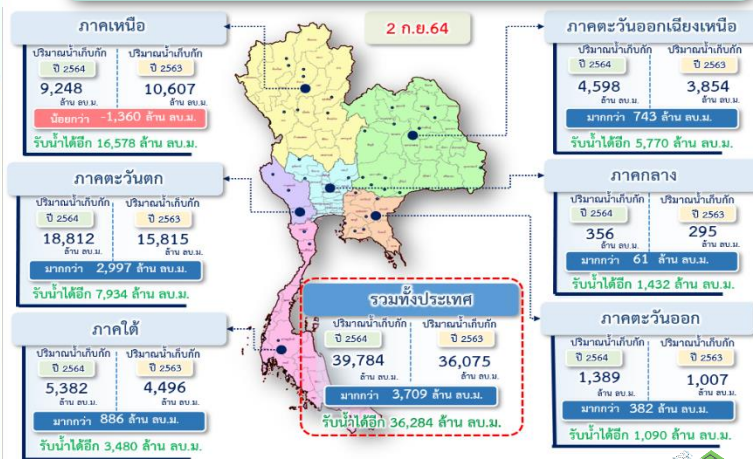 2 ก.ย.64
ภาคเหนือ
ปริมาณน้ำเก็บกัก ปริมาณน้ำเก็บกัก
ปี 2564 ปี 2563
9,248 10,607
ล้าน ลบ.ม. ล้าน ลบ.ม.
น้อยกว่า -1,360 ล้าน ลบ.ม.
รับน้ำได้อีก 16,578 ล้าน ลบ.ม.
ภาคตะวันออกเฉียงเหนือ
ปริมาณน้ำเก็บกัก ปริมาณน้ำเก็บกัก
ปี 2564 ปี 2563
4,598 3,854
ล้าน ลบ.ม. ล้าน ลบ.ม.
มากกว่า 743 ล้าน ลบ.ม.
รับน้ำได้อีก 5,770 ล้าน ลบ.ม.
ภาคตะวันตก
ปริมาณน้ำเก็บกัก ปริมาณน้ำเก็บกัก
ปี 2564 ปี 2563
18,812 15,815
ล้าน ลบ.ม. ล้าน ลบ.ม.
มากกว่า 2,997 ล้าน ลบ.ม.
รับน้ำได้อีก 7,934 ล้าน ลบ.ม.
ภาคกลาง
ปริมาณน้ำเก็บกัก ปริมาณน้ำเก็บกัก
ปี 2564 ปี 2563
356 295
ล้าน ลบ.ม. ล้าน ลบ.ม.
มากกว่า 61 ล้าน ลบ.ม.
รับน้ำได้อีก 1,432 ล้าน ลบ.ม.
ภาคใต้
ปริมาณน้ำเก็บกัก ปริมาณน้ำเก็บกัก
ปี 2564 ปี 2563
5,382 4,496
ล้าน ลบ.ม. ล้าน ลบ.ม.
มากกว่า 886 ล้าน ลบ.ม.
รับน้ำได้อีก 3,480 ล้าน ลบ.ม.
รวมทั้งประเทศ
ปริมาณน้ำเก็บกัก ปริมาณน้ำเก็บกัก
ปี 2564 ปี 2563
39,784 36,075
ล้าน ลบ.ม. ล้าน ลบ.ม.
มากกว่า 3,709 ล้าน ลบ.ม.
รับน้ำได้อีก 36,284 ล้าน ลบ.ม.
ภาคตะวันออก
ปริมาณน้ำเก็บกัก ปริมาณน้ำเก็บกัก
ปี 2564 ปี 2563
1,389 1,007
ล้าน ลบ.ม. ล้าน ลบ.ม.
มากกว่า 382 ล้าน ลบ.ม.
รับน้ำได้อีก 1,090 ล้าน ลบ.ม.